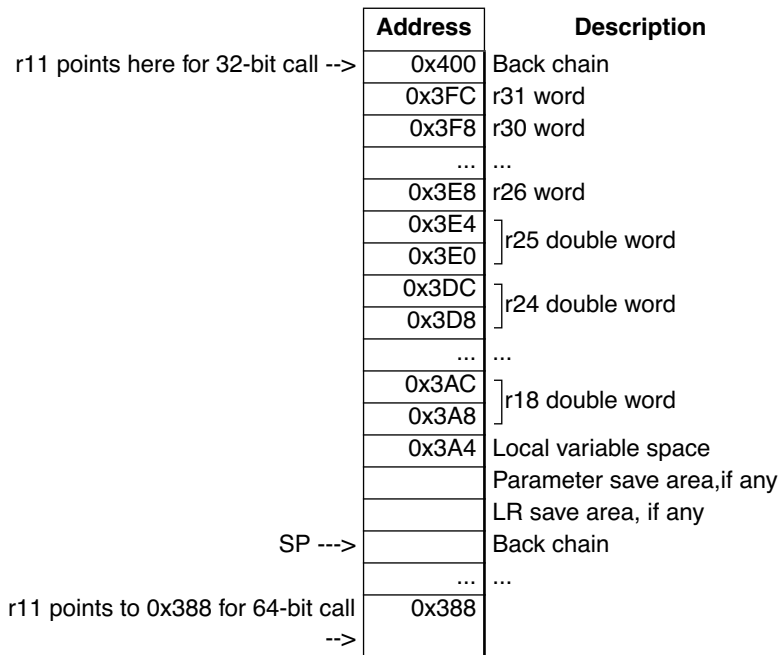 Address Description
r11 points here for 32-bit call --> 0x400 Back chain
0x3FC r31 word
0x3F8 r30 word
... ...
0x3E8 r26 word
0x3E4
r25 double word
0x3E0
0x3DC
r24 double word
0x3D8
... ...
0x3AC
r18 double word
0x3A8
0x3A4 Local variable space
Parameter save area,if any
LR save area, if any
SP ---> Back chain
... ...
r11 points to 0x388 for 64-bit call 0x388
-->